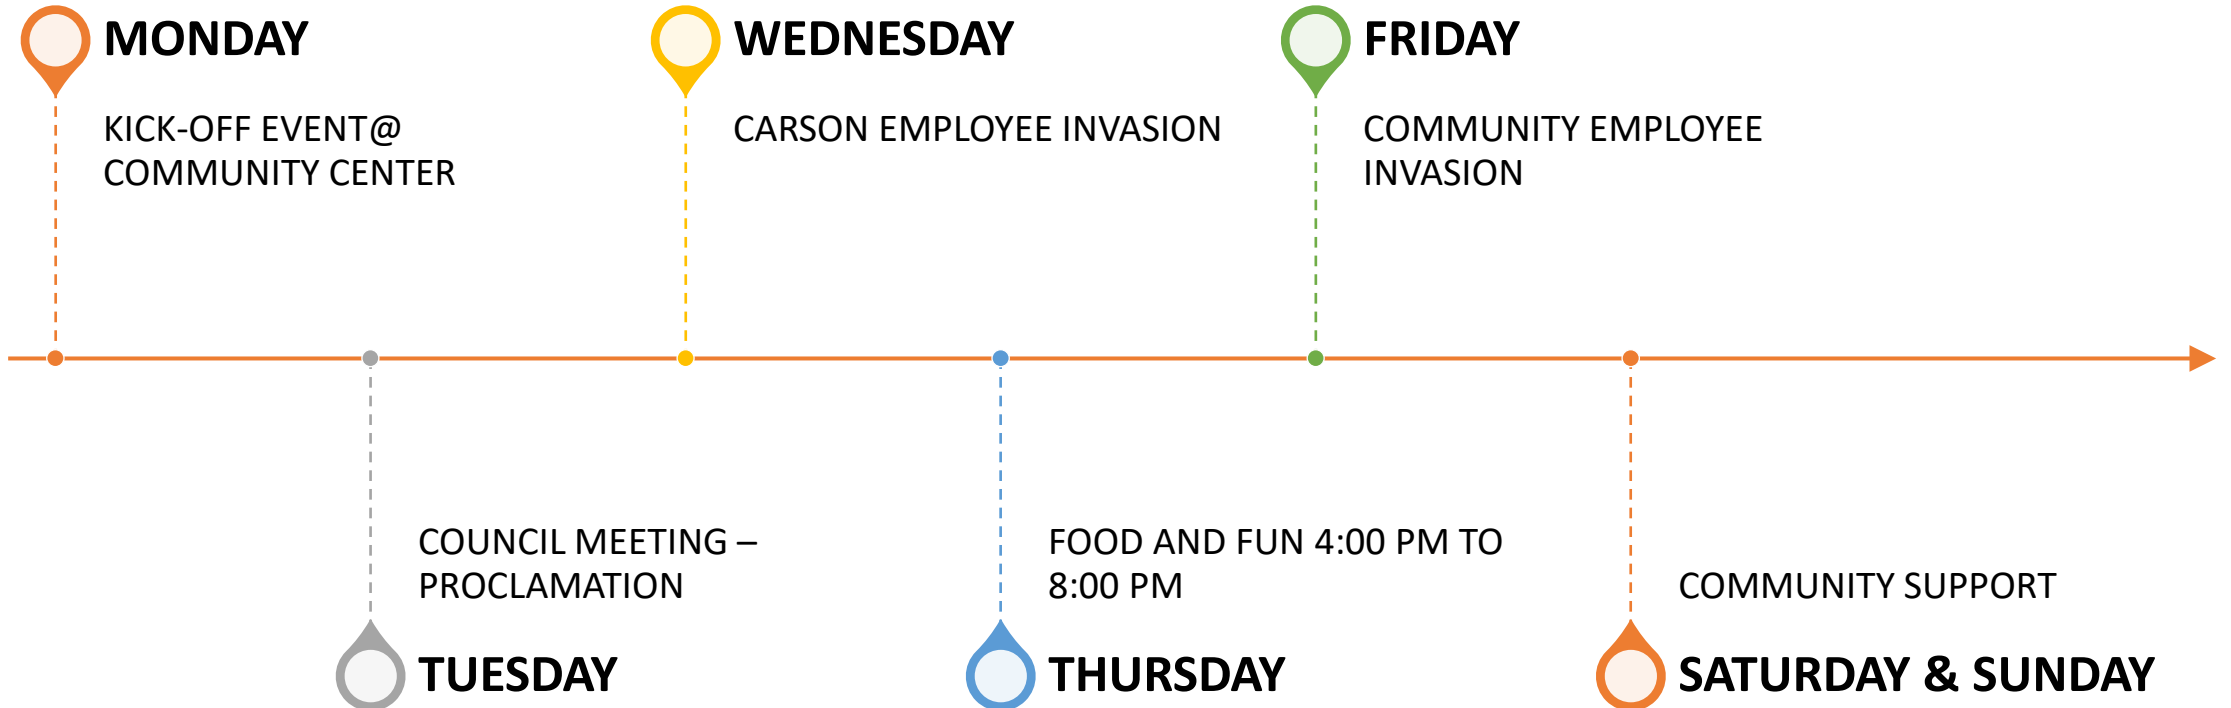 MONDAY
KICK-OFF EVENT@
COMMUNITY CENTER
TUESDAY
COUNCIL MEETING –
PROCLAMATION
WEDNESDAY
CARSON EMPLOYEE INVASION
THURSDAY
FOOD AND FUN 4:00 PM TO
8:00 PM
FRIDAY
COMMUNITY EMPLOYEE
INVASION
SATURDAY & SUNDAY
COMMUNITY SUPPORT